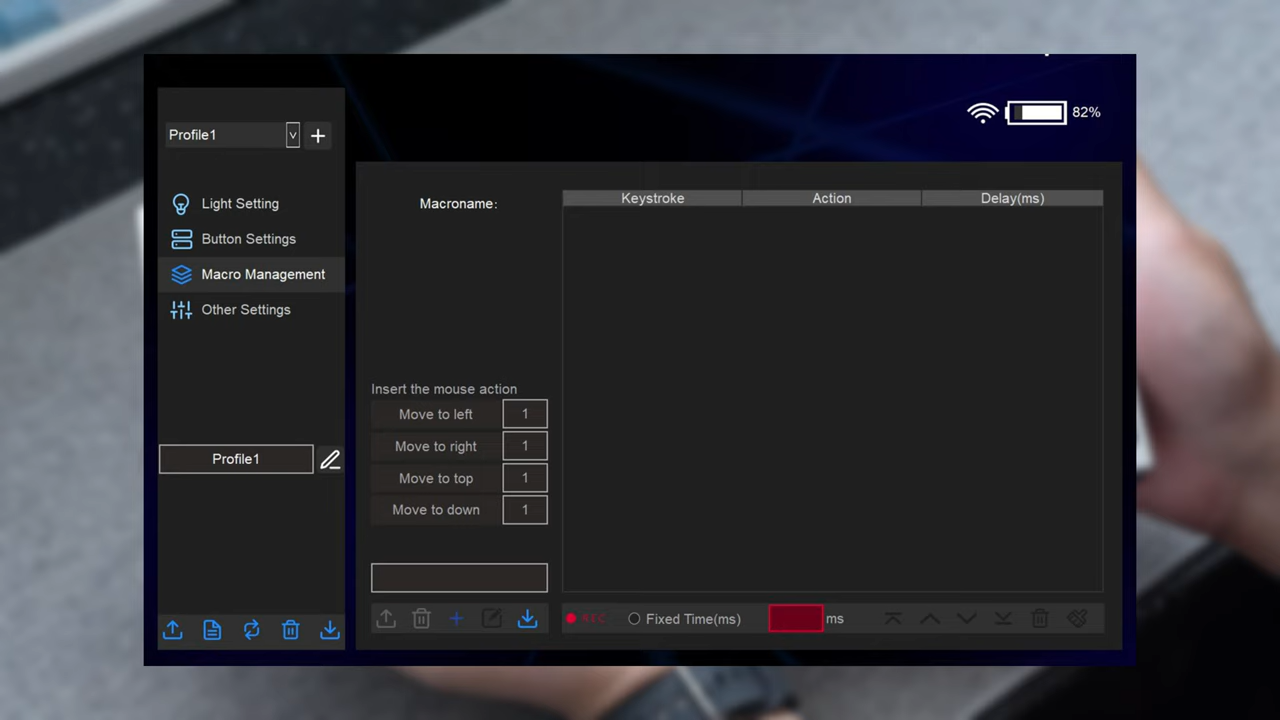 82%
Profile1
V
Light Setting
Button Settings
Macro Management
Other Settings
Profile1
Macroname:
Keystroke Action Delay(ms)
Insert the mouse action
Move to left 1
Move to right 1
Move to top 1
Move to down 1
REC Fixed Time(ms) ms